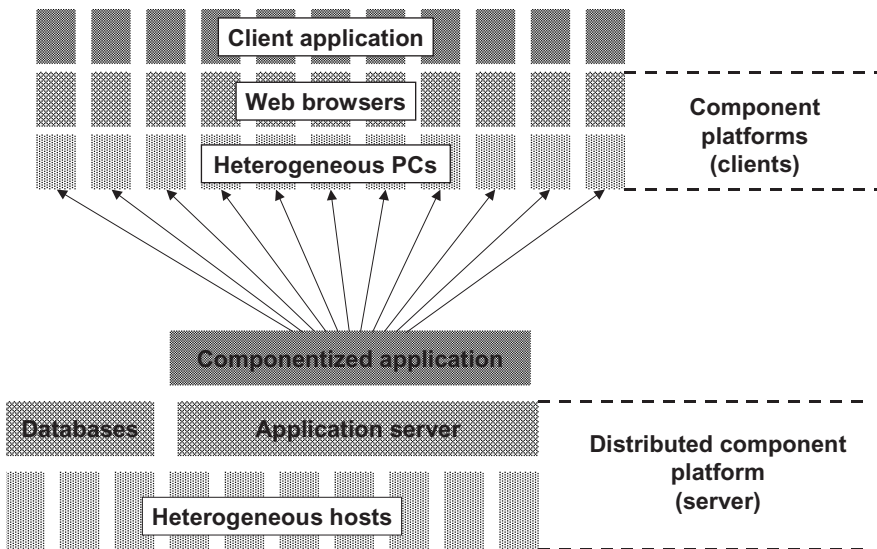 Client application
Web browsers
Heterogeneous PCs
Component
platforms
(clients)
Componentized application
Databases
Application server
Heterogeneous hosts
Distributed component
platform
(server)